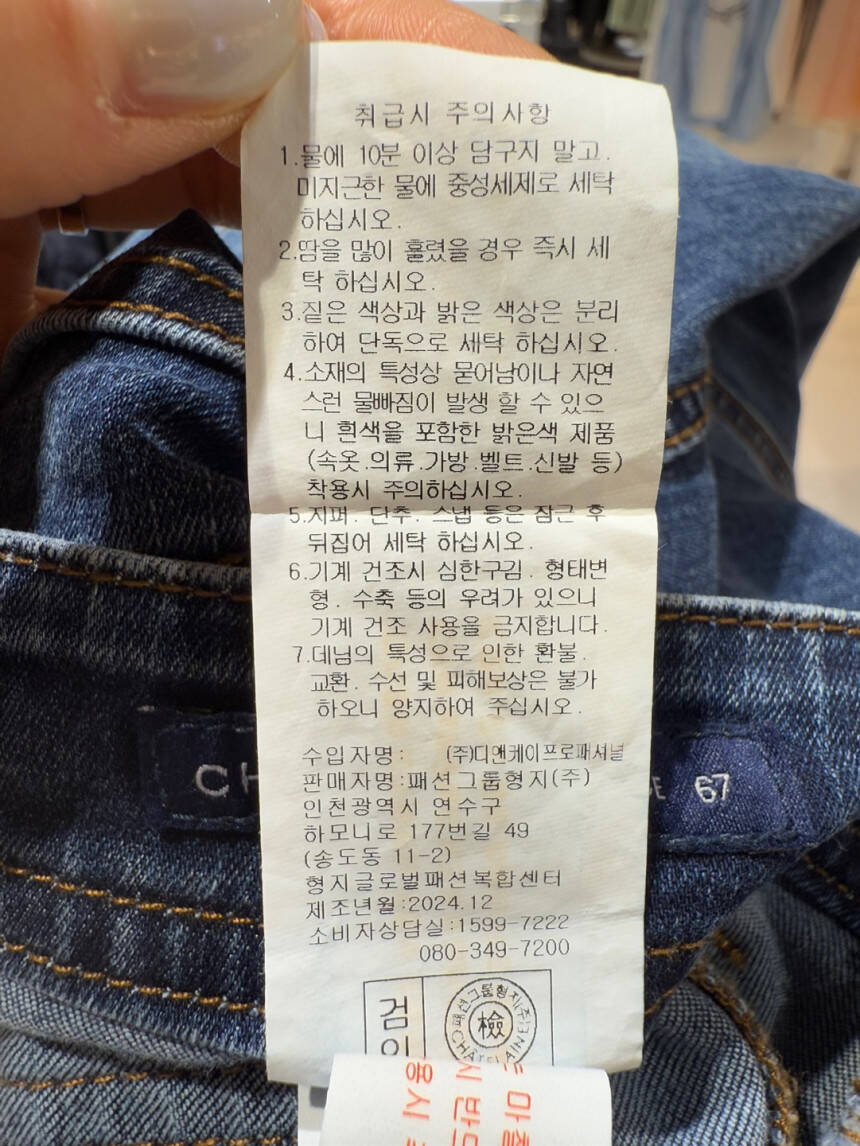 취급시 주의사항
1.물에 10분 이상 담구지 말고.
미지근한 물에 중성세제로 세탁
하십시오.
2.땀을 많이 흘렸을 경우 즉시 세
탁 하십시오.
3.짙은 색상과 밝은 색상은 분리
하여 단독으로 세탁 하십시오.
4.소재의 특성상 묻어남이나 자연
스런 물빠짐이 발생 할 수 있으
니 흰색을 포함한 밝은색 제품
(속옷.의류.가방.벨트.신발 등)
착용시 주의하십시오.
5.지퍼. 단추. 스냅 등은 잠근 후
뒤집어 세탁 하십시오.
6.기계 건조시 심한구김. 형태변
형. 수축 등의 우려가 있으니
기계 건조 사용을 금지합니다.
7.데님의 특성으로 인한 환불.
교환. 수선 및 피해보상은 불가
하오니 양지하여 주십시오.
수입자명: (주)디앤케이프로패셔널
판매자명:패션그룹형지(주)
인천광역시 연수구
하모니로 177번길 49
(송도동 11-2)
형지글로벌패션복합센터
제조년월:2024.12
소비자상담실:1599-7222
080-349-7200
검
패션그룹형지(주)
檢
CH
67